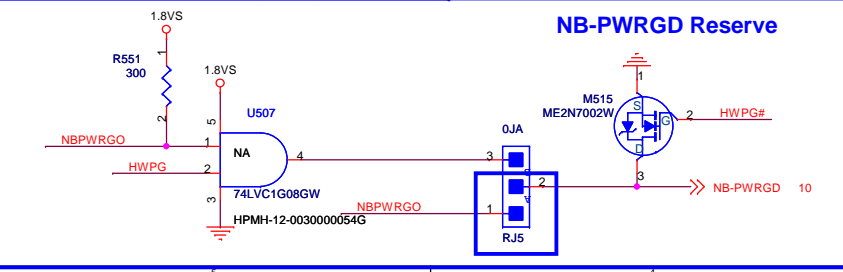 NB-PWRGD Reserve
1.8VS
1
R551
300
2
1.8VS
5
U507
NBPWRGO
1
HWPG
2
NA
4
3
74LVC1G08GW
HPMH-12-0030000054G
0JA
3
2
A
NBPWRGO
1
RJ5
1
M515
ME2N7002W
S
G
D
2
HWPG#
3
NB-PWRGD 10